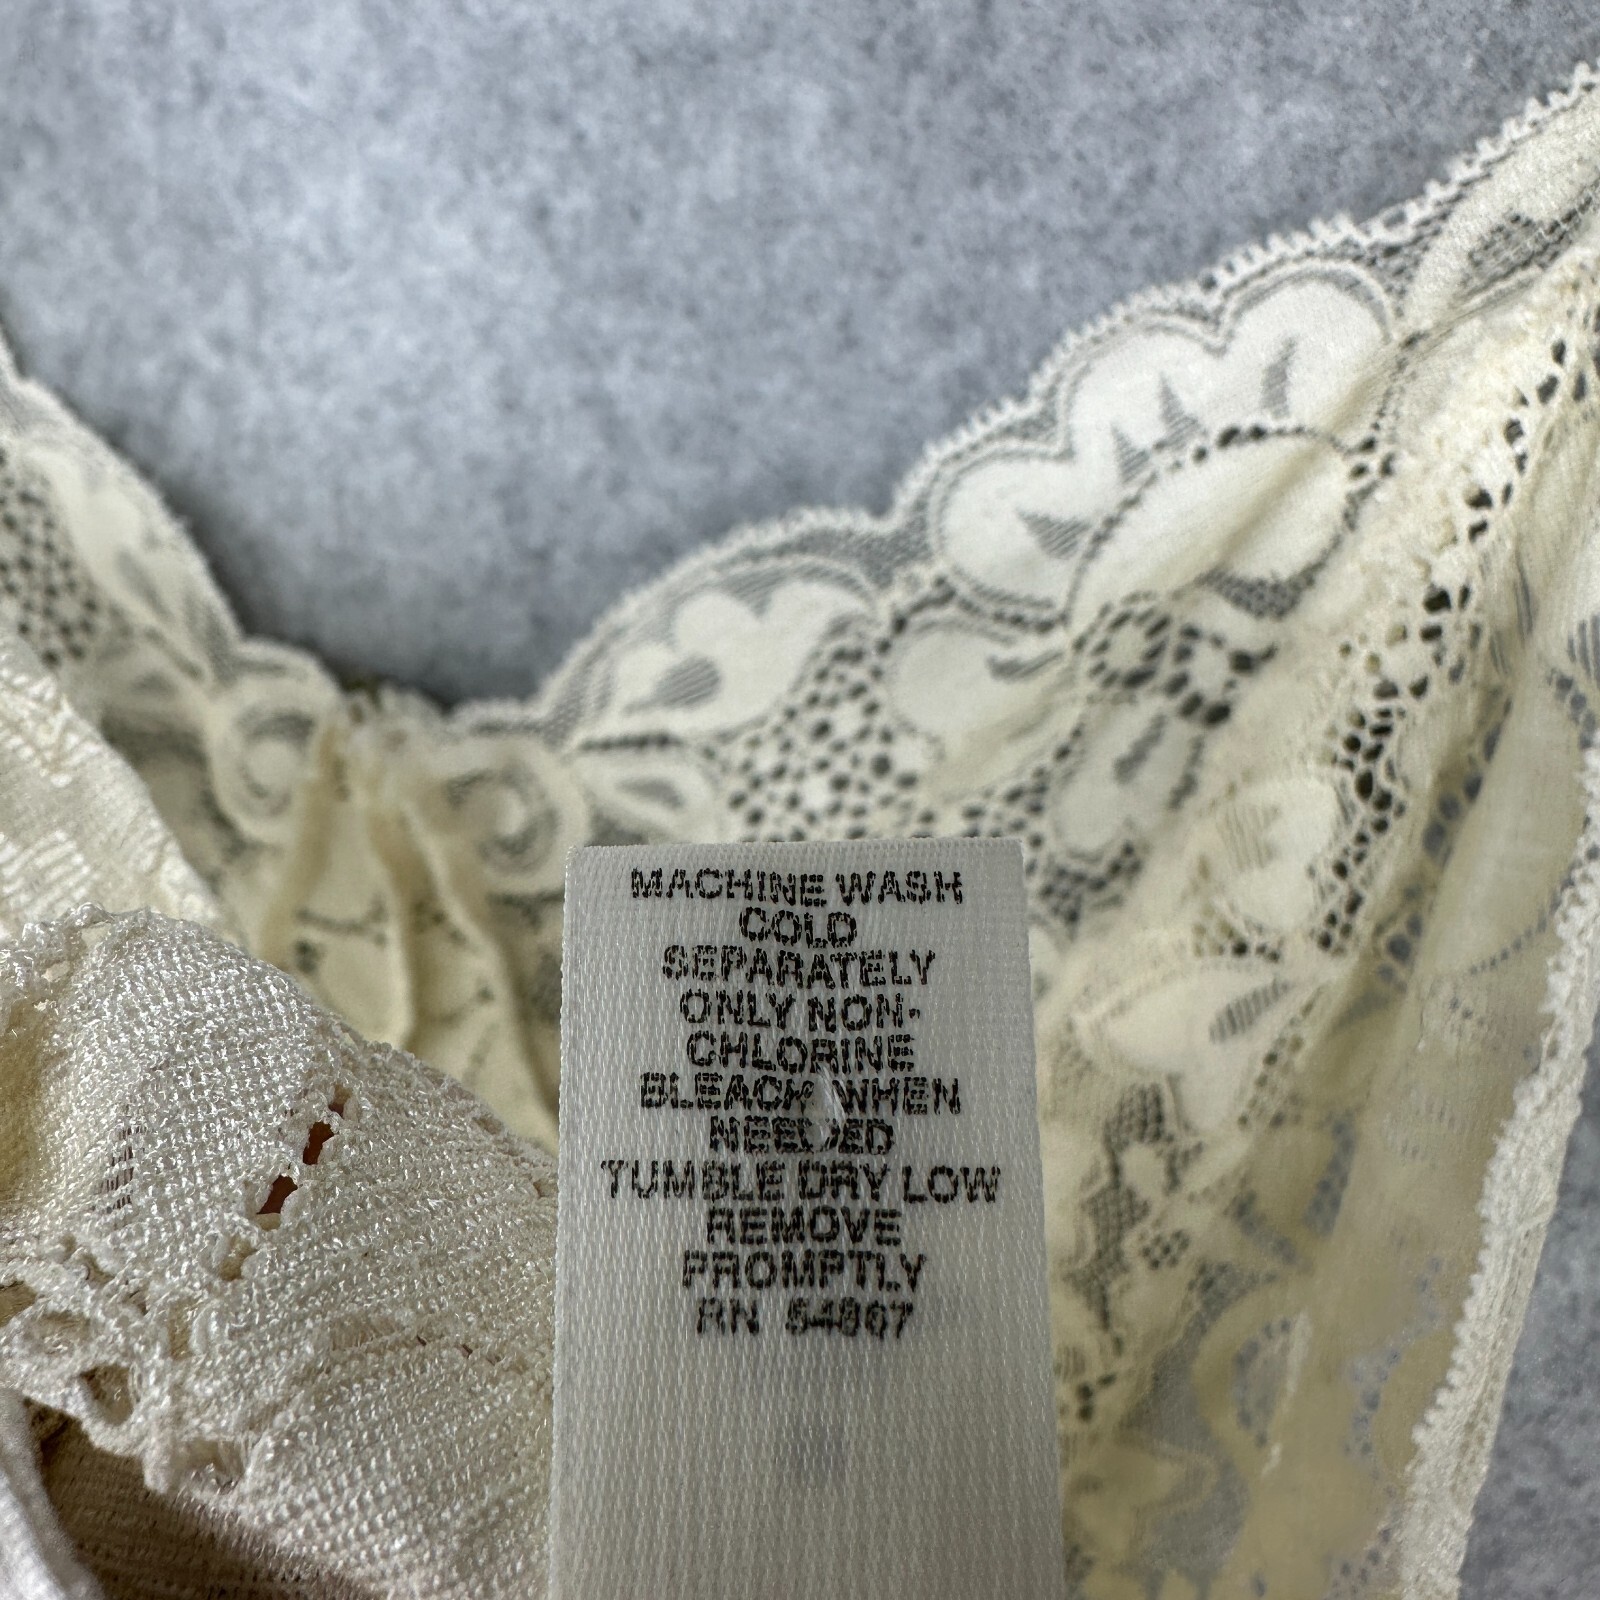 MACHINE WASH
COLD
SEPARATELY
ONLY NON-
CHLORINE
BLEACH WHEN
NEEDED
TUMBLE DRY LOW
REMOVE
PROMPTLY
RN 54867